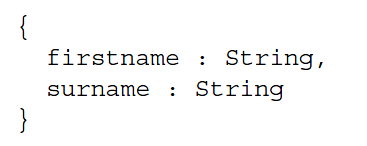 {
  firstname : String,
  surname : String
}